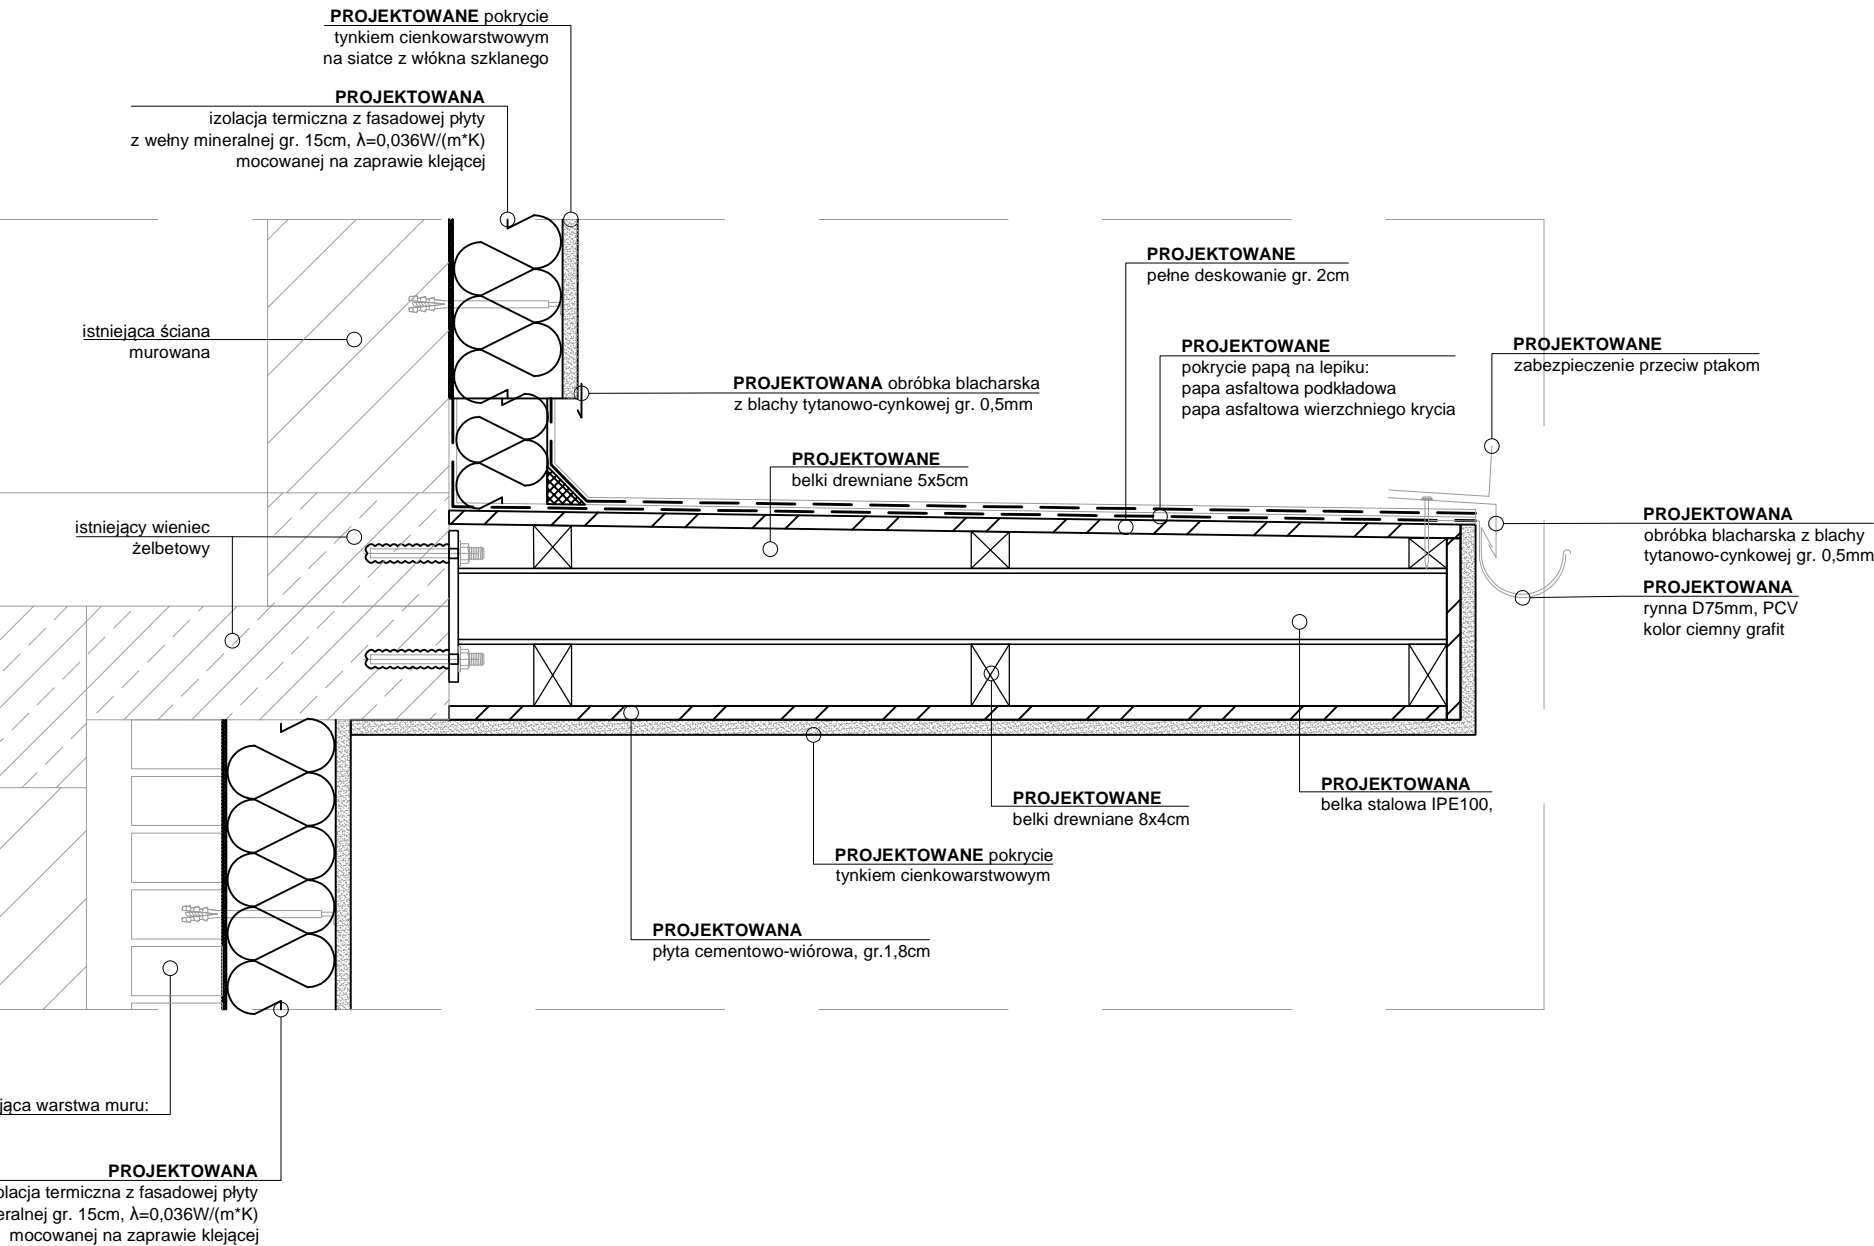 PROJEKTOWANE pokrycie
tynkiem cienkowarstwowym
na siatce z włókna szklanego
PROJEKTOWANA
izolacja termiczna z fasadowej płyty
z wełny mineralnej gr. 15cm, λ=0,036W/(m*K)
mocowanej na zaprawie klejącej
istniejąca ściana
murowana
PROJEKTOWANE
pełne deskowanie gr. 2cm
PROJEKTOWANE
pokrycie papą na lepiku:
papa asfaltowa podkładowa
papa asfaltowa wierzchniego krycia
PROJEKTOWANE
zabezpieczenie przeciw ptakom
PROJEKTOWANA obróbka blacharska
z blachy tytanowo-cynkowej gr. 0,5mm
PROJEKTOWANE
belki drewniane 5x5cm
istniejący wieniec
żelbetowy
PROJEKTOWANA
obróbka blacharska z blachy
tytanowo-cynkowej gr. 0,5mm
PROJEKTOWANA
rynna D75mm, PCV
kolor ciemny grafit
PROJEKTOWANA
belka stalowa IPE100,
PROJEKTOWANE
belki drewniane 8x4cm
PROJEKTOWANE pokrycie
tynkiem cienkowarstwowym
PROJEKTOWANA
płyta cementowo-wiórowa, gr.1,8cm
jąca warstwa muru:
PROJEKTOWANA
olacja termiczna z fasadowej płyty
eralnej gr. 15cm, λ=0,036W/(m*K)
mocowanej na zaprawie klejącej